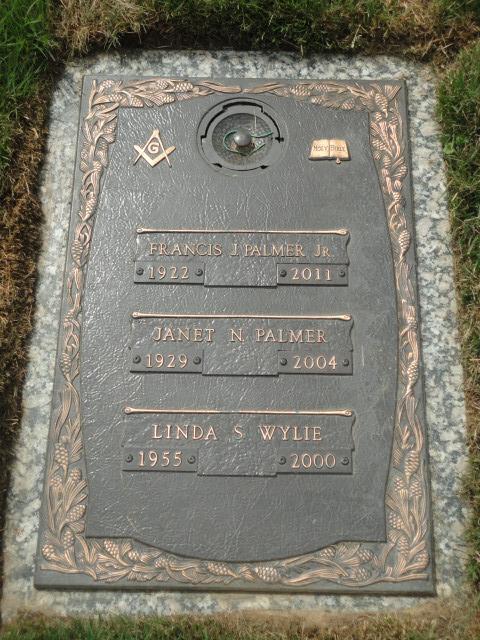 G
HOLY BIBLE
FRANCIS J. PALMER JR.
1922 2011
JANET N. PALMER
1929 2004
LINDA S WYLIE
1955 2000